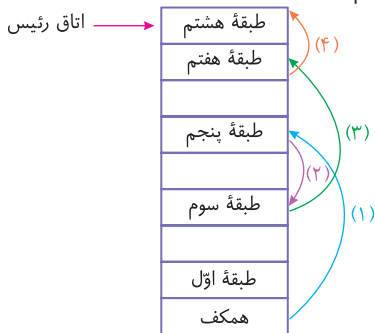 اتاق رئیس
طبقهٔ هشتم
(۴)
طبقهٔ هفتم
طبقهٔ پنجم
(۳)
(۲)
طبقهٔ سوم
(۱)
طبقهٔ اوّل
همکف